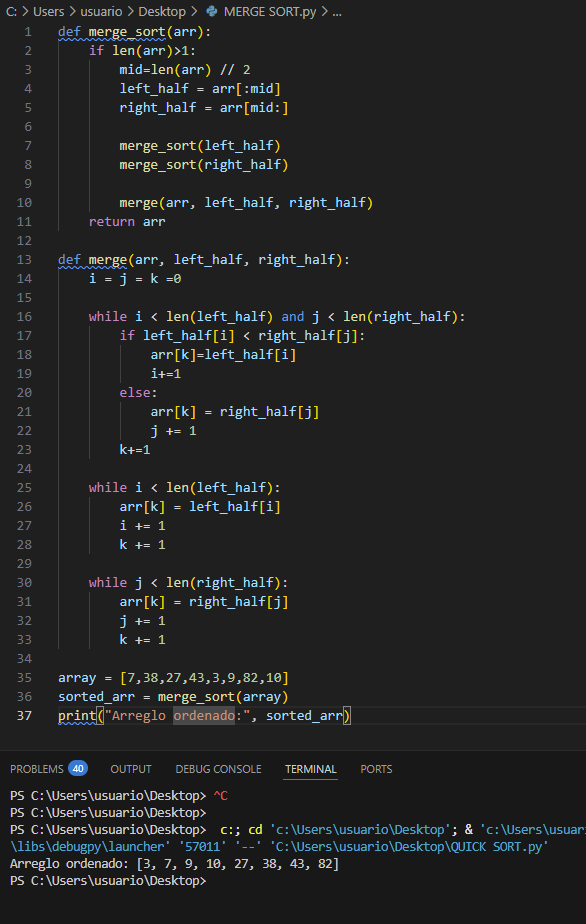 C: > Users > usuario > Desktop > MERGE SORT.py > ...
1 def merge_sort(arr):
2     if len(arr)>1:
3         mid=len(arr) // 2
4         left_half = arr[:mid]
5         right_half = arr[mid:]
6
7         merge_sort(left_half)
8         merge_sort(right_half)
9
10         merge(arr, left_half, right_half)
11     return arr
12
13 def merge(arr, left_half, right_half):
14     i = j = k =0
15
16     while i < len(left_half) and j < len(right_half):
17         if left_half[i] < right_half[j]:
18             arr[k]=left_half[i]
19             i+=1
20         else:
21             arr[k] = right_half[j]
22             j += 1
23         k+=1
24
25     while i < len(left_half):
26         arr[k] = left_half[i]
27         i += 1
28         k += 1
29
30     while j < len(right_half):
31         arr[k] = right_half[j]
32         j += 1
33         k += 1
34
35 array = [7,38,27,43,3,9,82,10]
36 sorted_arr = merge_sort(array)
37 print("Arreglo ordenado:", sorted_arr)
PROBLEMS 40 OUTPUT DEBUG CONSOLE TERMINAL PORTS
PS C:\Users\usuario\Desktop> ^C
PS C:\Users\usuario\Desktop>
PS C:\Users\usuario\Desktop>  c:; cd 'c:\Users\usuario\Desktop'; & 'c:\Users\usuar
\libs\debugpy\launcher' '57011' '--' 'C:\Users\usuario\Desktop\QUICK SORT.py'
Arreglo ordenado: [3, 7, 9, 10, 27, 38, 43, 82]
PS C:\Users\usuario\Desktop>